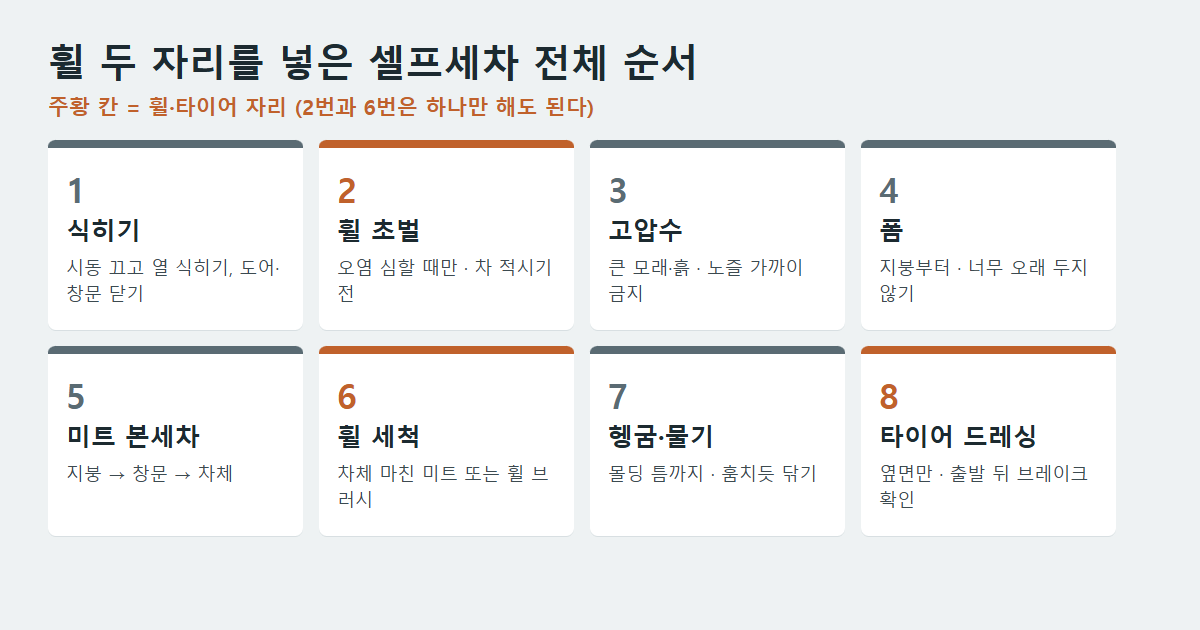 휠 두 자리를 넣은 셀프세차 전체 순서
주황 칸 = 휠·타이어 자리 (2번과 6번은 하나만 해도 된다)
1
식히기
시동 끄고 열 식히기, 도어·
창문 닫기
2
휠 초벌
오염 심할 때만 · 차 적시기
전
3
고압수
큰 모래·흙 · 노즐 가까이
금지
4
폼
지붕부터 · 너무 오래 두지
않기
5
미트 본세차
지붕 → 창문 → 차체
6
휠 세척
차체 마친 미트 또는 휠 브
러시
7
헹굼·물기
몰딩 틈까지 · 훔치듯 닦기
8
타이어 드레싱
옆면만 · 출발 뒤 브레이크
확인